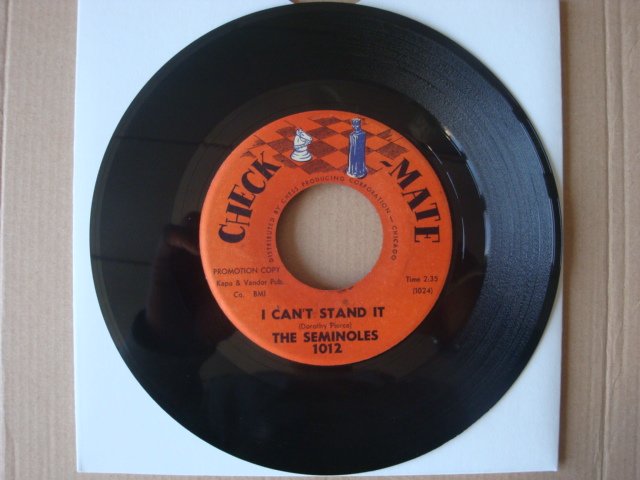 CHECK-MATE
DISTRIBUTED BY CHESS PRODUCING CORPORATION - CHICAGO
PROMOTION COPY
Kapa & Vandor Pub.
Co. BMI
Time 2:35
(1024)
I CAN'T STAND IT
(Dorothy Pierce)
THE SEMINOLES
1012